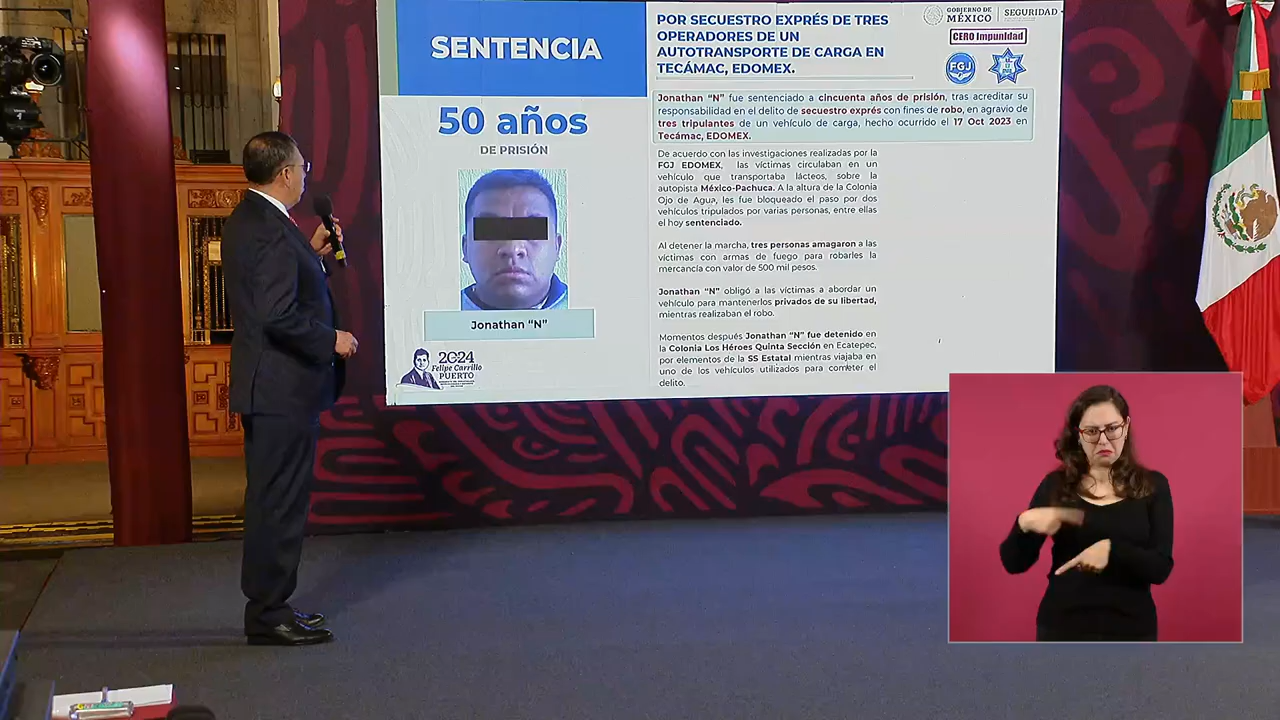 SENTENCIA
50 años
DE PRISIÓN
Jonathan "N"
2024
Felipe Carrillo
PUERTO
POR SECUESTRO EXPRÉS DE TRES
OPERADORES DE UN
AUTOTRANSPORTE DE CARGA EN
TECÁMAC, EDOMEX.
GOBIERNO DE
MÉXICO
SEGURIDAD
CERO Impunidad
FGJ
Jonathan "N" fue sentenciado a cincuenta años de prisión, tras acreditar su
responsabilidad en el delito de secuestro exprés con fines de robo, en agravio de
tres tripulantes de un vehículo de carga, hecho ocurrido el 17 Oct 2023 en
Tecámac, EDOMEX.
De acuerdo con las investigaciones realizadas por la
FGJ EDOMEX, las víctimas circulaban en un
vehículo que transportaba lácteos, sobre la
autopista México-Pachuca. A la altura de la Colonia
Ojo de Agua, les fue bloqueado el paso por dos
vehículos tripulados por varias personas, entre ellas
el hoy sentenciado.
Al detener la marcha, tres personas amagaron a las
víctimas con armas de fuego para robarles la
mercancía con valor de 500 mil pesos.
Jonathan "N" obligó a las víctimas a abordar un
vehículo para mantenerlos privados de su libertad,
mientras realizaban el robo.
Momentos después Jonathan "N" fue detenido en
la Colonia Los Héroes Quinta Sección en Ecatepec,
por elementos de la SS Estatal mientras viajaba en
uno de los vehículos utilizados para cometer el
delito.